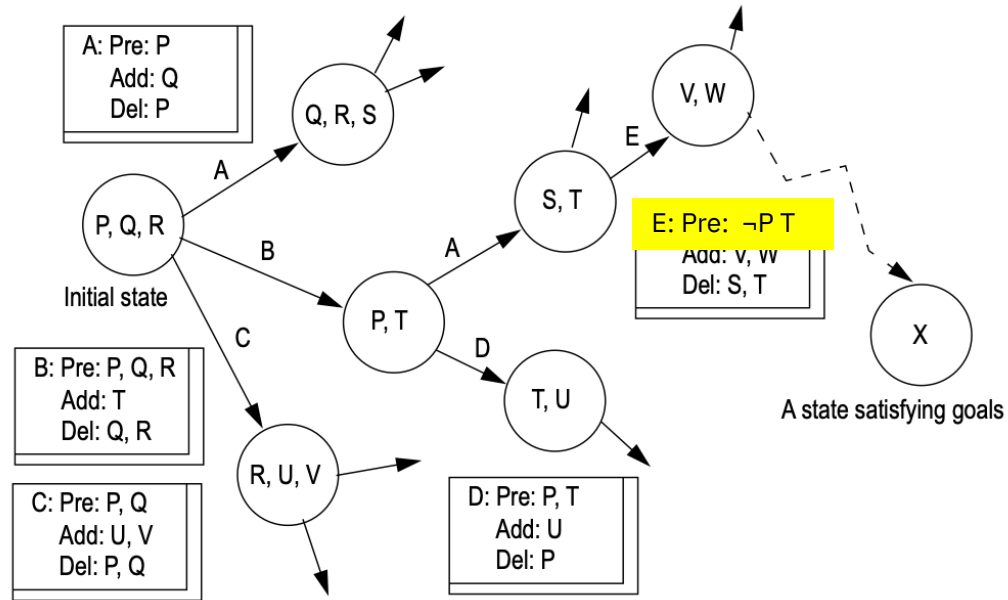 A: Pre: P
Add: Q
Del: P
Q, R, S
V, W
A
E
P, Q, R
S, T
B
A
E: Pre: ¬P T
Add: V, W
Del: S, T
Initial state
C
P, T
D
X
B: Pre: P, Q, R
Add: T
Del: Q, R
T, U
A state satisfying goals
R, U, V
C: Pre: P, Q
Add: U, V
Del: P, Q
D: Pre: P, T
Add: U
Del: P